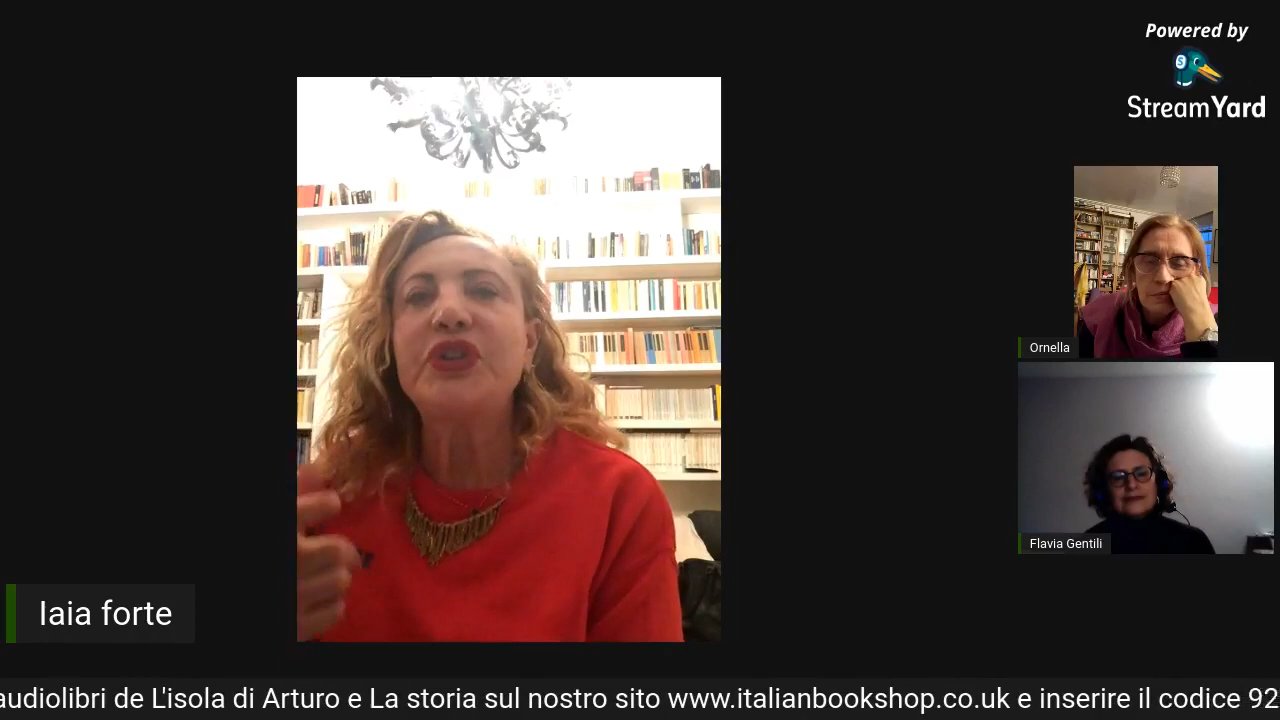 Powered by
StreamYard
Ornella
Flavia Gentili
Iaia forte
audiolibri de L'isola di Arturo e La storia sul nostro sito www.italianbookshop.co.uk e inserire il codice 92